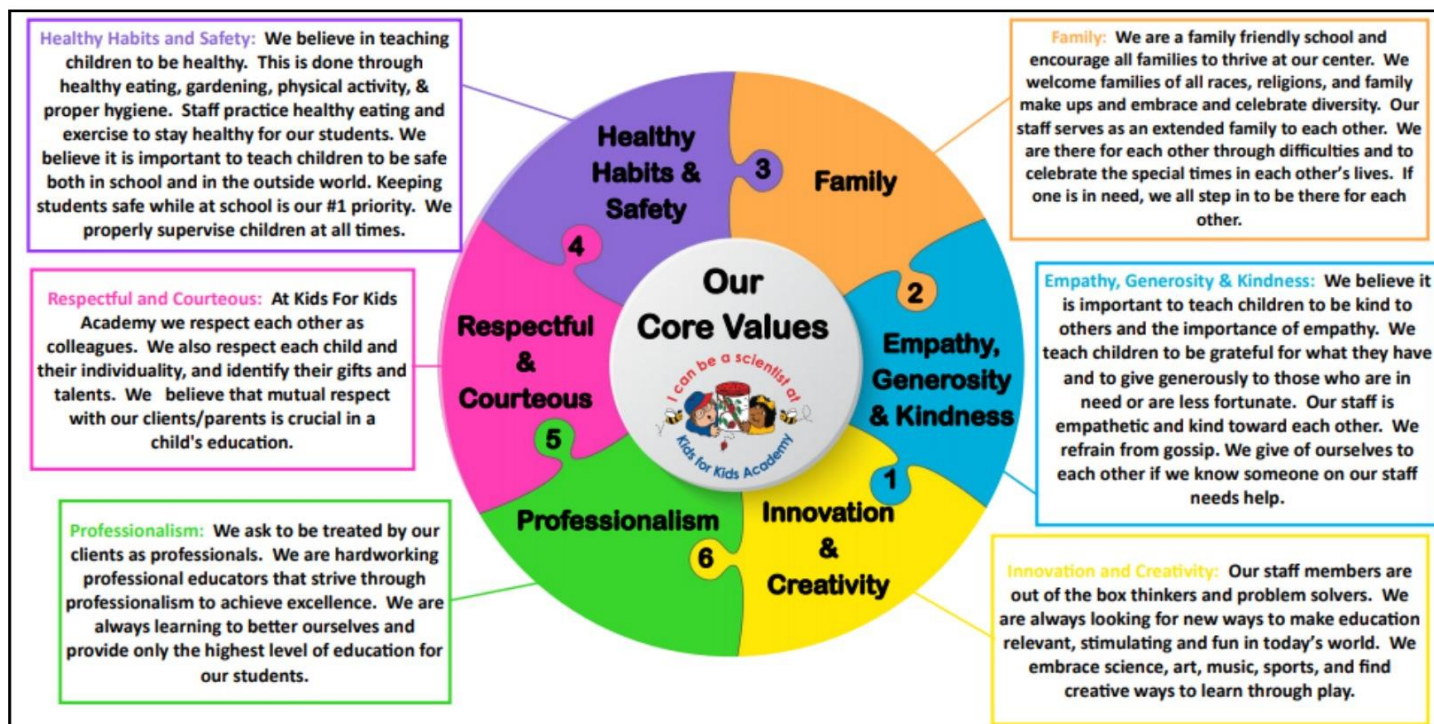 Healthy Habits and Safety: We believe in teaching
children to be healthy. This is done through
healthy eating, gardening, physical activity, &
proper hygiene. Staff practice healthy eating and
exercise to stay healthy for our students. We
believe it is important to teach children to be safe
both in school and in the outside world. Keeping
students safe while at school is our #1 priority. We
properly supervise children at all times.
Respectful and Courteous: At Kids For Kids
Academy we respect each other as
colleagues. We also respect each child and
their individuality, and identify their gifts and
talents. We believe that mutual respect
with our clients/parents is crucial in a
child's education.
Professionalism: We ask to be treated by our
clients as professionals. We are hardworking
professional educators that strive through
professionalism to achieve excellence. We are
always learning to better ourselves and
provide only the highest level of education for
our students.
Healthy
Habits &
Safety
3
Family
4
2
Our
Core Values
I can be a scientist at
Kids for Kids Academy
Respectful
&
Courteous
Empathy,
Generosity
& Kindness
5
1
Professionalism
6
Innovation
&
Creativity
Family: We are a family friendly school and
encourage all families to thrive at our center. We
welcome families of all races, religions, and family
make ups and embrace and celebrate diversity. Our
staff serves as an extended family to each other. We
are there for each other through difficulties and to
celebrate the special times in each other's lives. If
one is in need, we all step in to be there for each
other.
Empathy, Generosity & Kindness: We believe it
is important to teach children to be kind to
others and the importance of empathy. We
teach children to be grateful for what they have
and to give generously to those who are in
need or are less fortunate. Our staff is
empathetic and kind toward each other. We
refrain from gossip. We give of ourselves to
each other if we know someone on our staff
needs help.
Innovation and Creativity: Our staff members are
out of the box thinkers and problem solvers. We
are always looking for new ways to make education
relevant, stimulating and fun in today's world. We
embrace science, art, music, sports, and find
creative ways to learn through play.